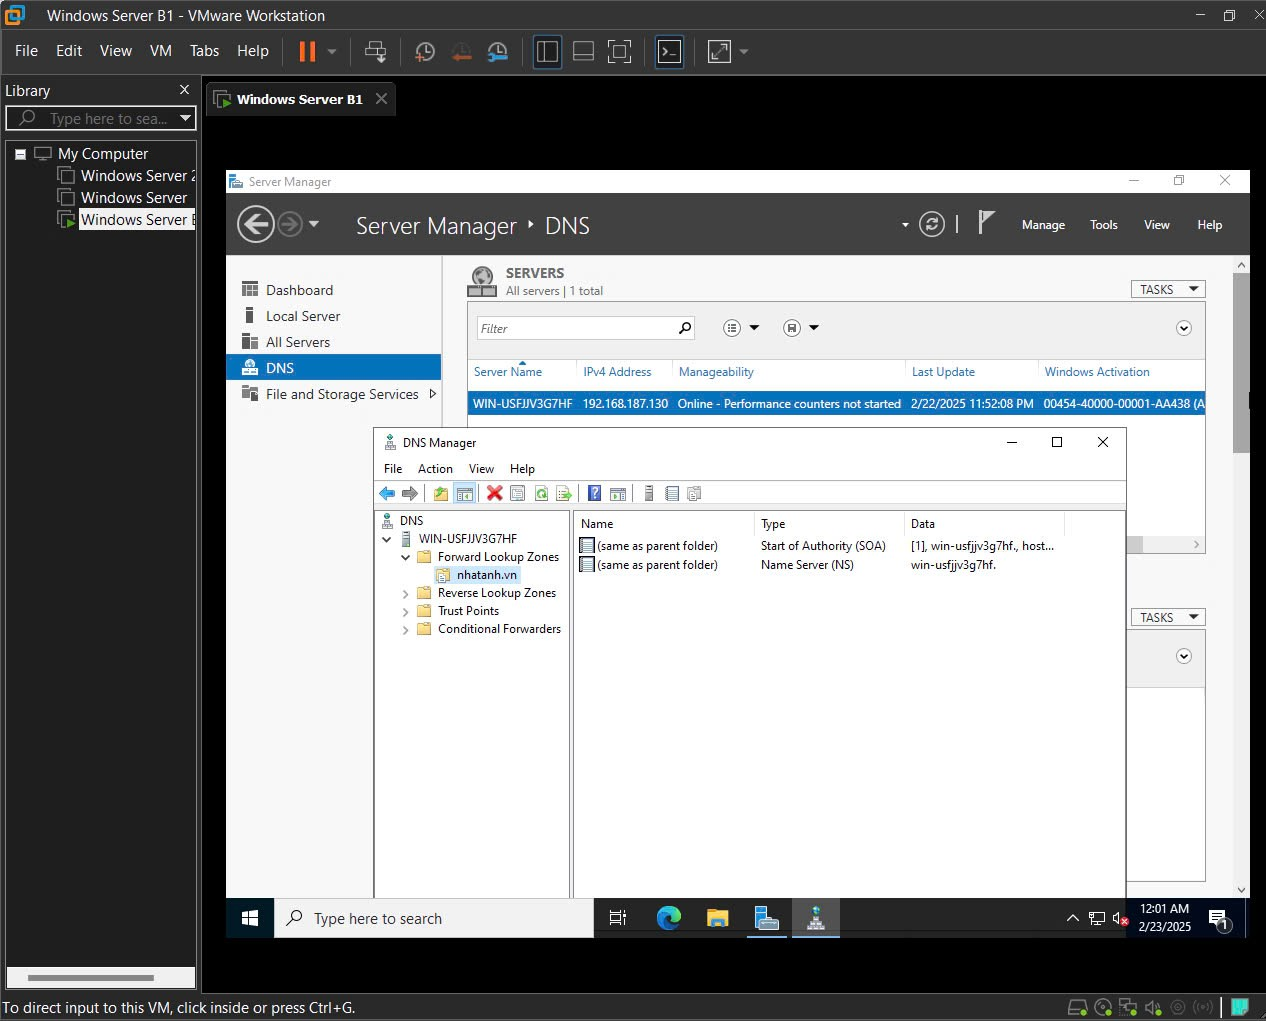 Windows Server B1 - VMware Workstation
File Edit View VM Tabs Help
Library
Type here to sea...
My Computer
Windows Server 2
Windows Server
Windows Server B
Windows Server B1
Server Manager
Server Manager DNS
Manage Tools View Help
Dashboard
Local Server
All Servers
DNS
File and Storage Services
SERVERS
All servers | 1 total
TASKS
Filter
Server Name IPv4 Address Manageability Last Update Windows Activation
WIN-USFJJV3G7HF 192.168.187.130 Online - Performance counters not started 2/22/2025 11:52:08 PM 00454-40000-00001-AA438 (A
DNS Manager
File Action View Help
DNS
WIN-USFJJV3G7HF
Forward Lookup Zones
nhatanh.vn
Reverse Lookup Zones
Trust Points
Conditional Forwarders
Name Type Data
(same as parent folder) Start of Authority (SOA) [1], win-usfjjv3g7hf., host...
(same as parent folder) Name Server (NS) win-usfjjv3g7hf.
TASKS
Type here to search
12:01 AM
2/23/2025
1
To direct input to this VM, click inside or press Ctrl+G.